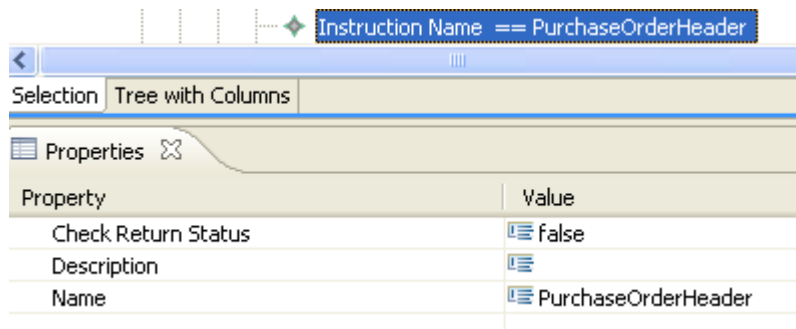 Instruction Name == PurchaseOrderHeader
Selection Tree with Columns
Properties
Property Value
Check Return Status false
Description
Name PurchaseOrderHeader